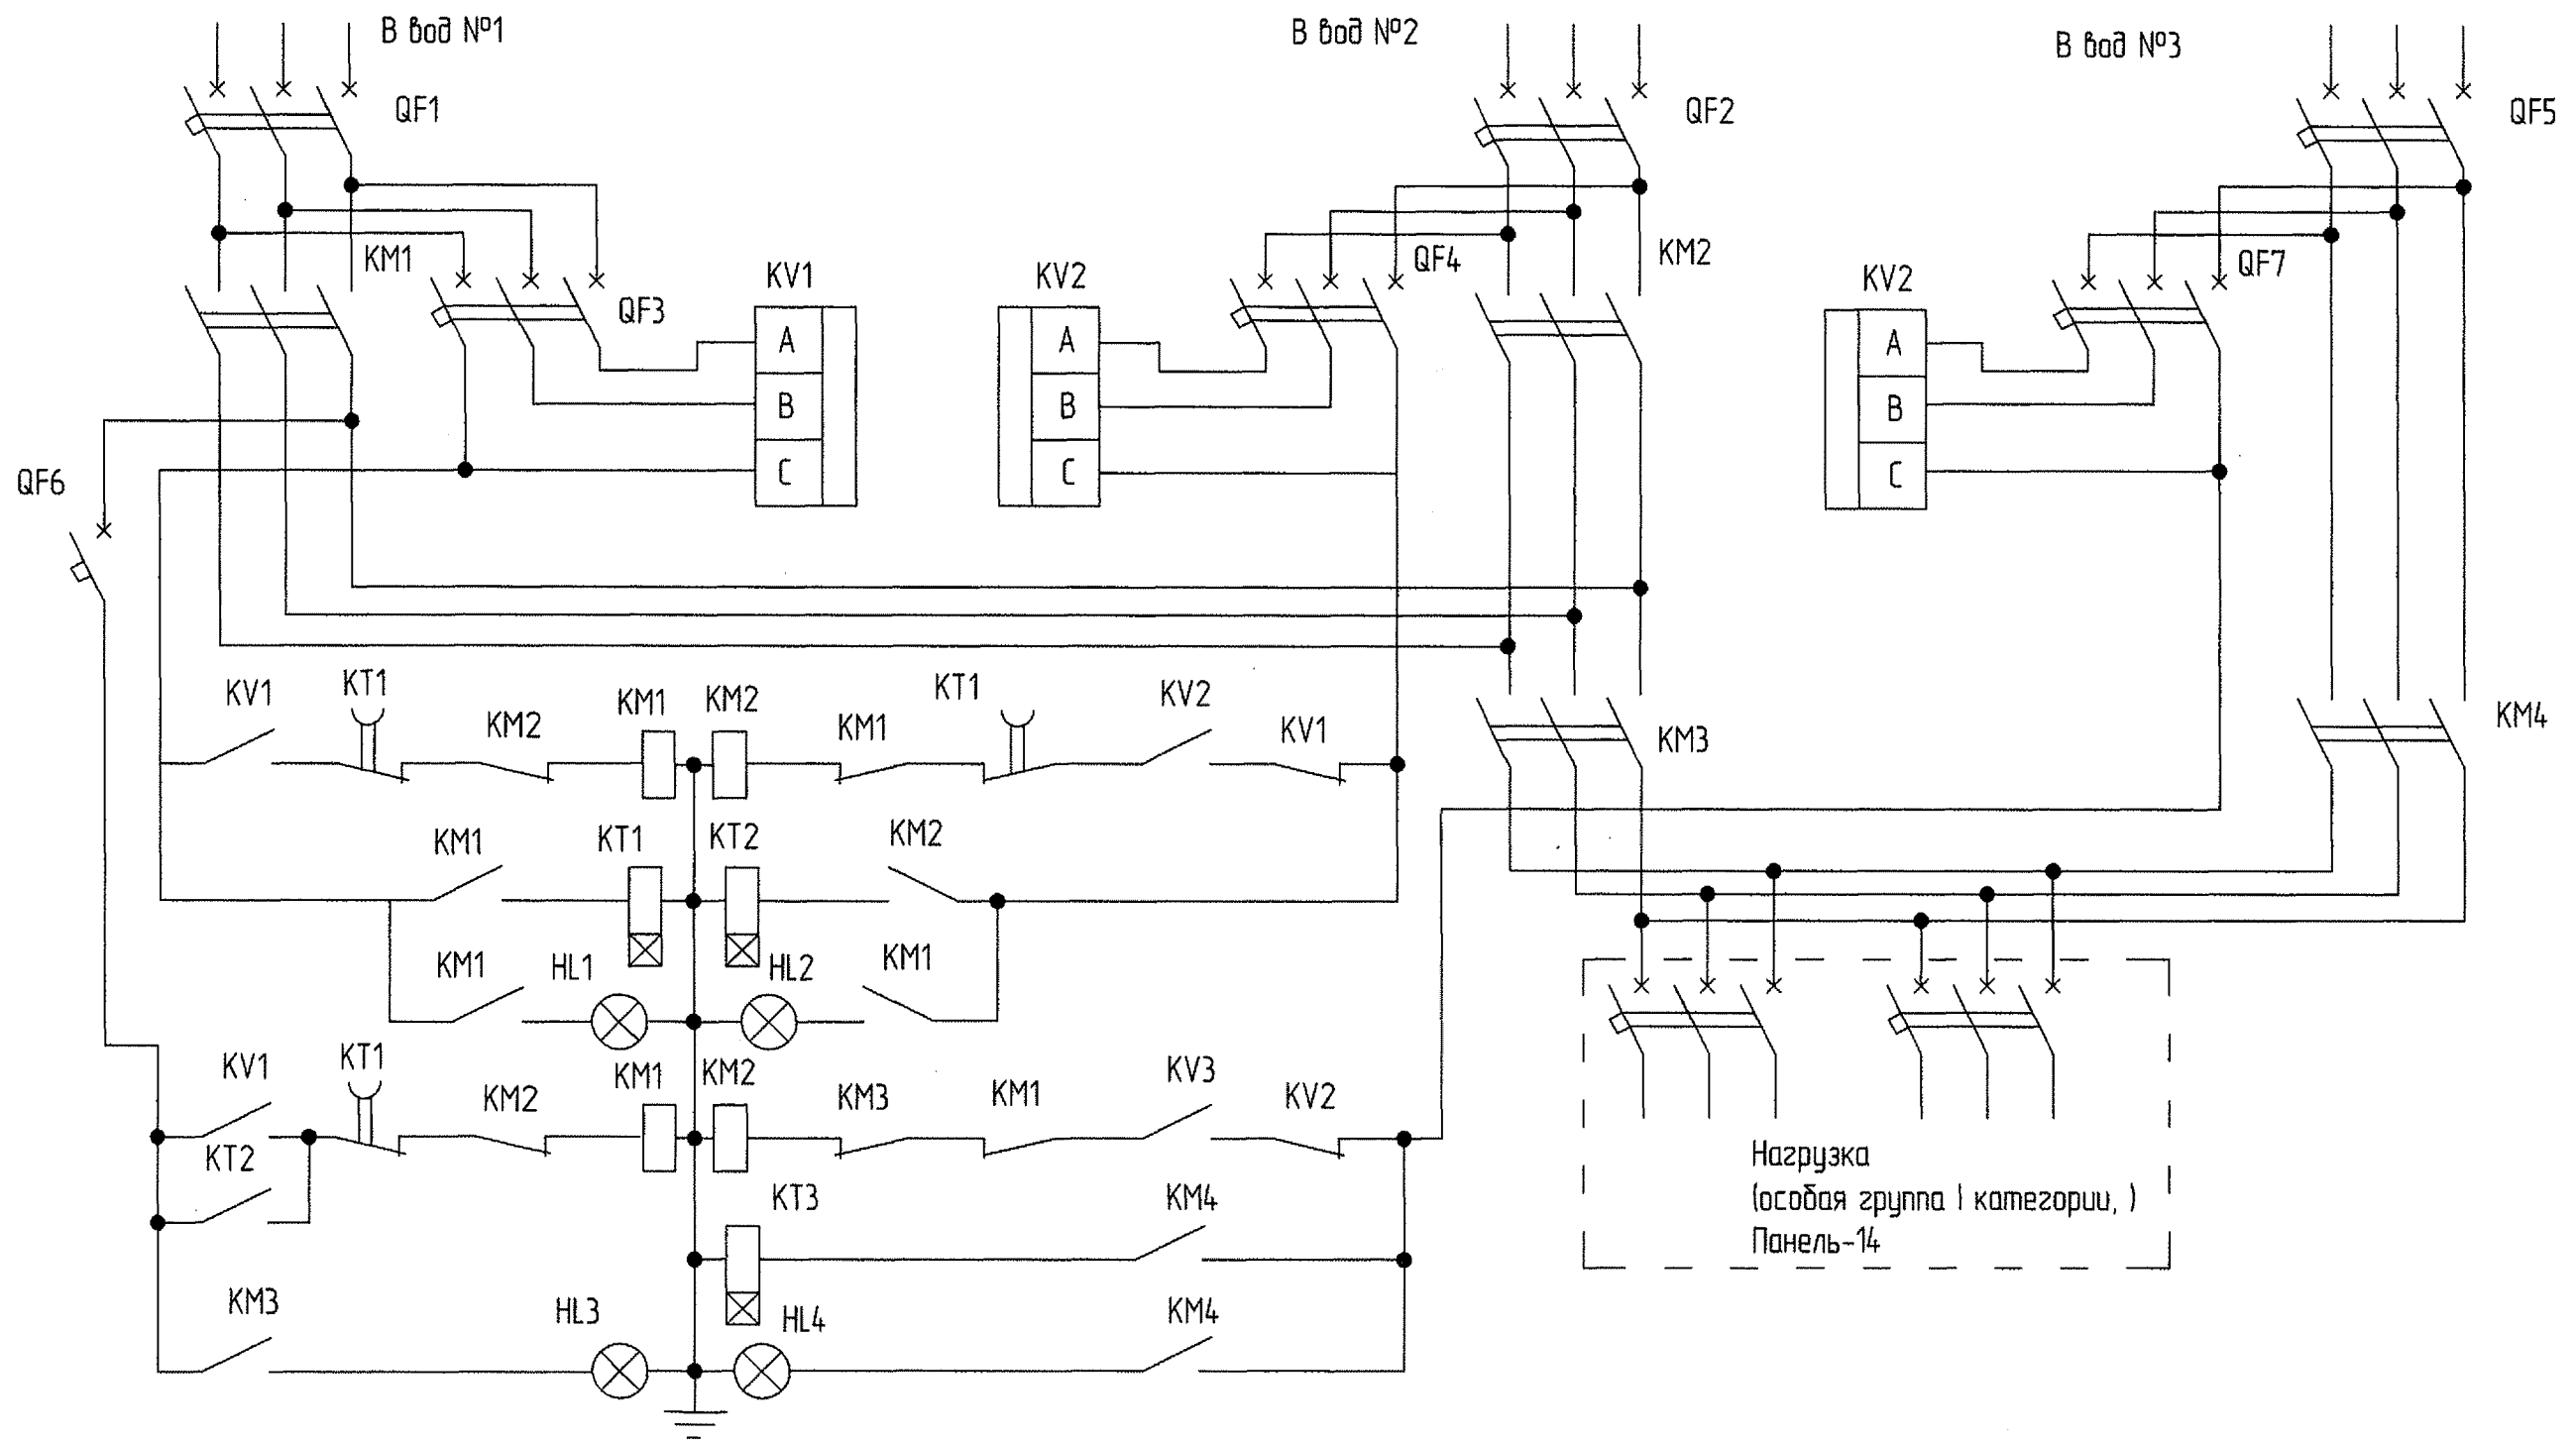 В вод №1
В вод №2
В вод №3
QF1
QF2
QF5
KM1
QF3
KV1
KV2
QF4
KM2
KV2
QF7
A
B
C
A
B
C
A
B
C
QF6
KV1
KT1
KM2
KM1
KM2
KM1
KT1
KV2
KV1
KM3
KM4
KM1
KT1
KT2
KM2
KM1
HL1
HL2
KM1
KV1
KT1
KM2
KM1
KM2
KM3
KM1
KV3
KV2
KT2
KT3
KM4
KM3
HL3
HL4
KM4
Нагрузка
(особая группа I категории, )
Панель-14